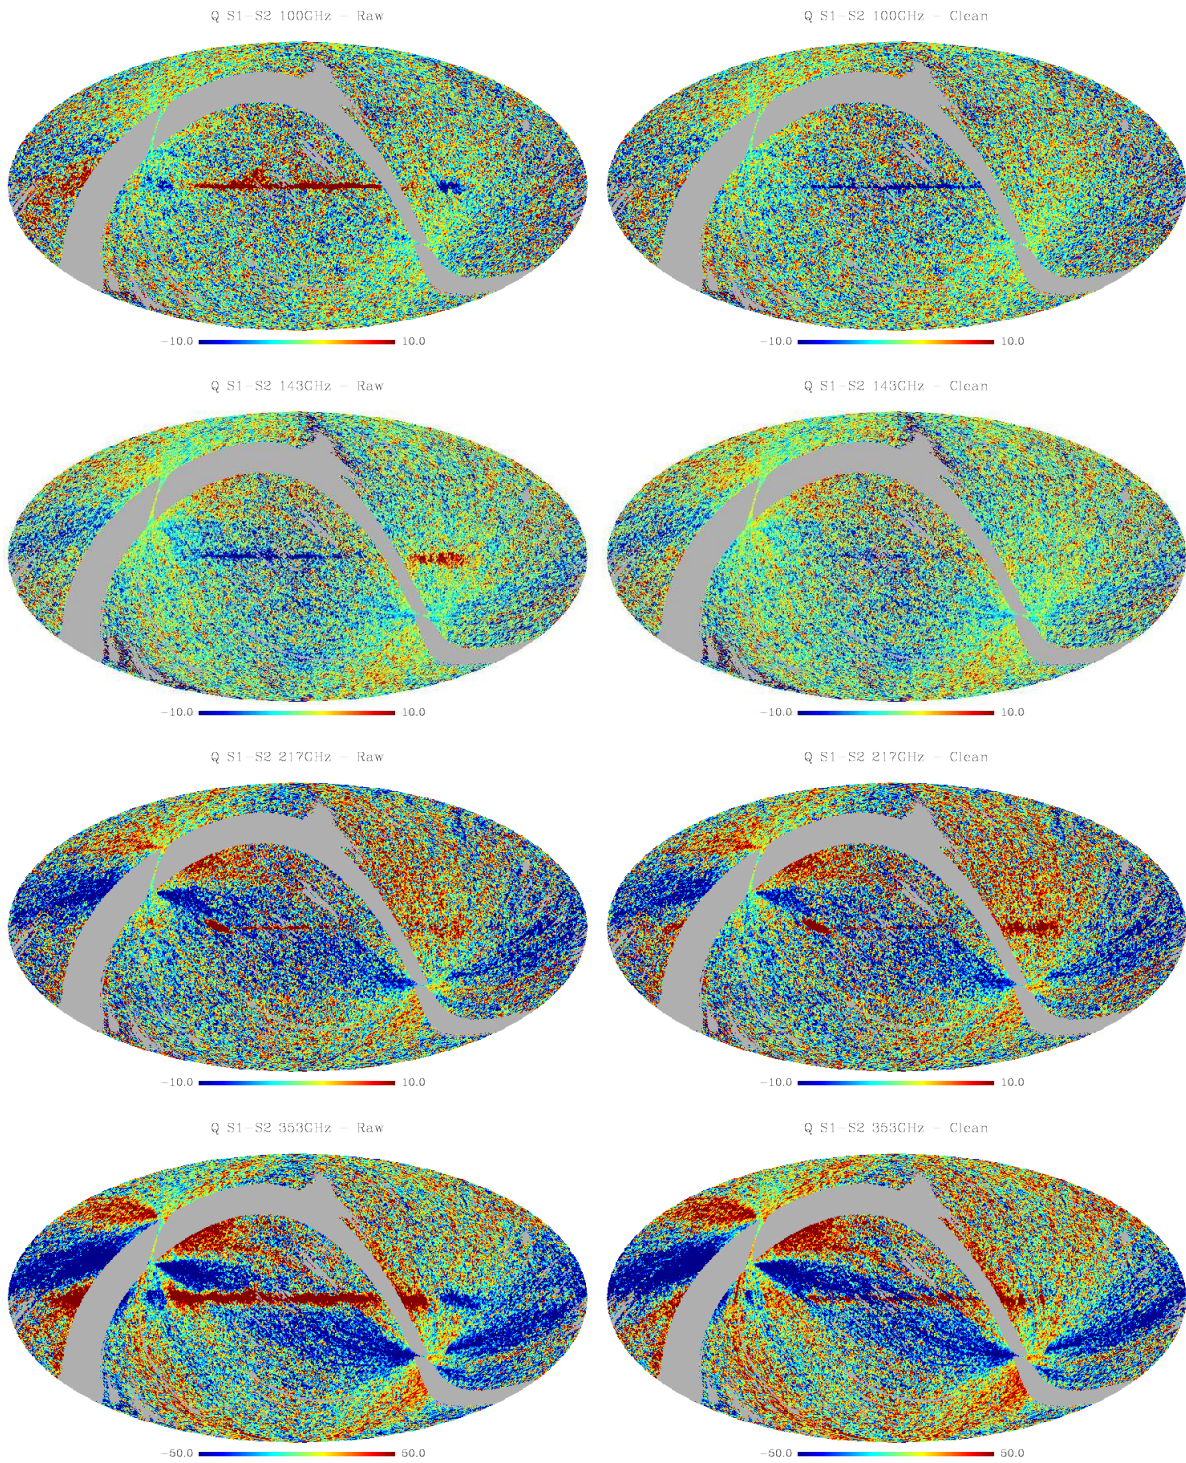 Q S1-S2 100GHz - Raw
Q S1-S2 100GHz - Clean
-10.0 10.0
-10.0 10.0
Q S1-S2 143GHz - Raw
Q S1-S2 143GHz - Clean
-10.0 10.0
-10.0 10.0
Q S1-S2 217GHz - Raw
Q S1-S2 217GHz - Clean
-10.0 10.0
-10.0 10.0
Q S1-S2 353GHz - Raw
Q S1-S2 353GHz - Clean
-50.0 50.0
-50.0 50.0